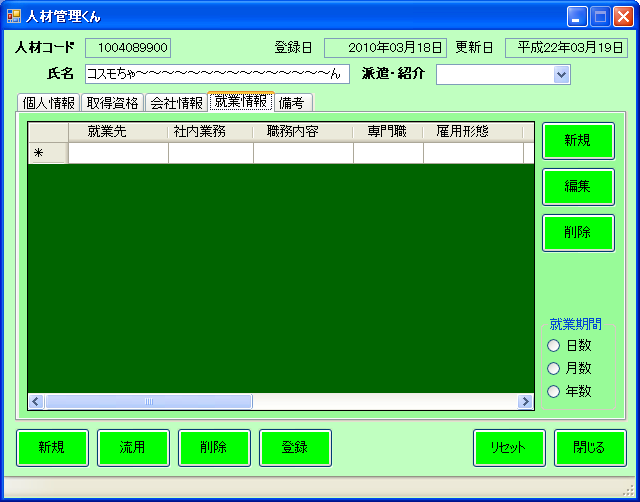 人材管理くん
人材コード 1004089900 登録日 2010年03月18日 更新日 平成22年03月19日
氏名 コスモちゃ～～～～～～～～～～～～～～～ん 派遣・紹介
個人情報 取得資格 会社情報 就業情報 備考
就業先 社内業務 職務内容 専門職 雇用形態
*
新規
編集
削除
就業期間
日数
月数
年数
新規 流用 削除 登録 リセット 閉じる